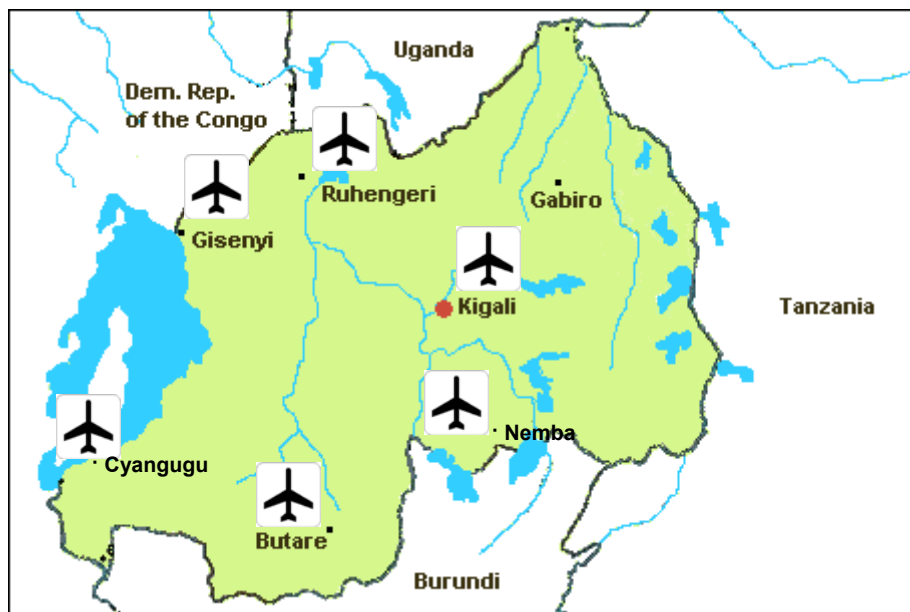 Uganda
Dem. Rep.
of the Congo
Ruhengeri
Gabiro
Gisenyi
Kigali
Tanzania
Nemba
Cyangugu
Butare
Burundi